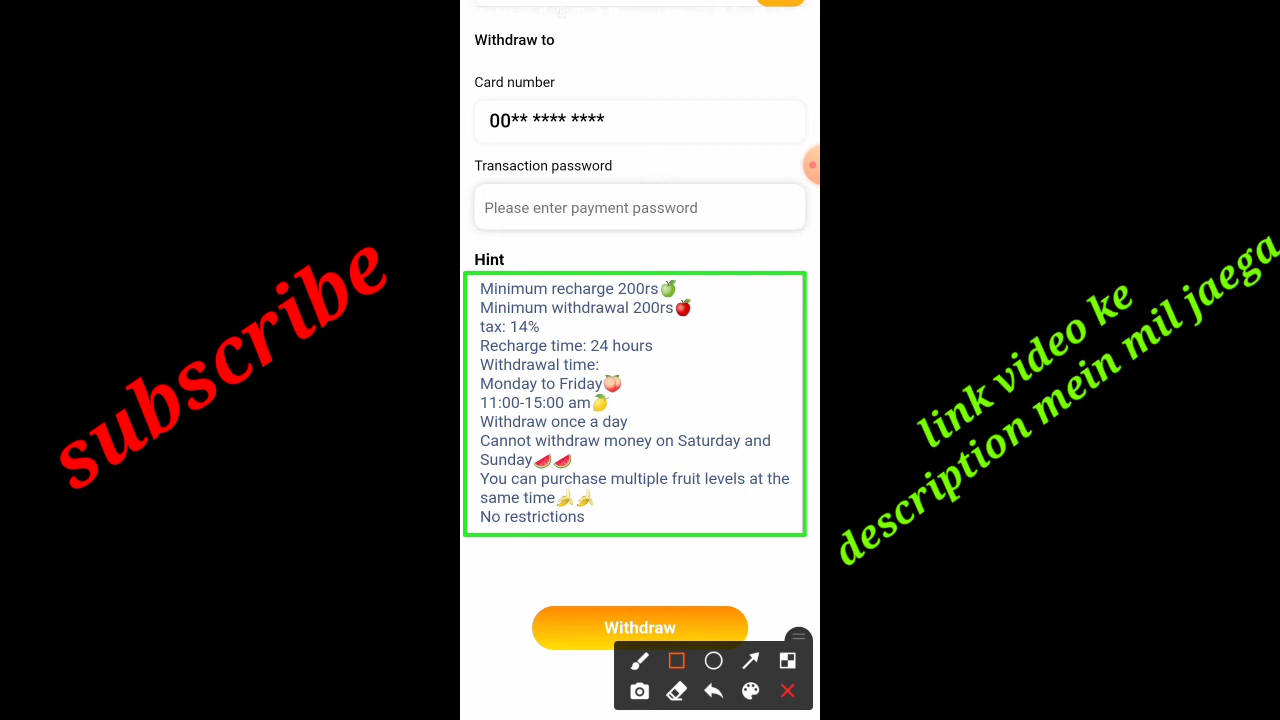 Withdraw to
Card number
00** **** ****
Transaction password
Please enter payment password
Hint
Minimum recharge 200rs🍏
Minimum withdrawal 200rs🍎
tax: 14%
Recharge time: 24 hours
Withdrawal time:
Monday to Friday🍑
11:00-15:00 am🍋
Withdraw once a day
Cannot withdraw money on Saturday and
Sunday🍉🍉
You can purchase multiple fruit levels at the
same time🍌🍌
No restrictions
Withdraw
subscribe
link video ke
description mein mil jaega